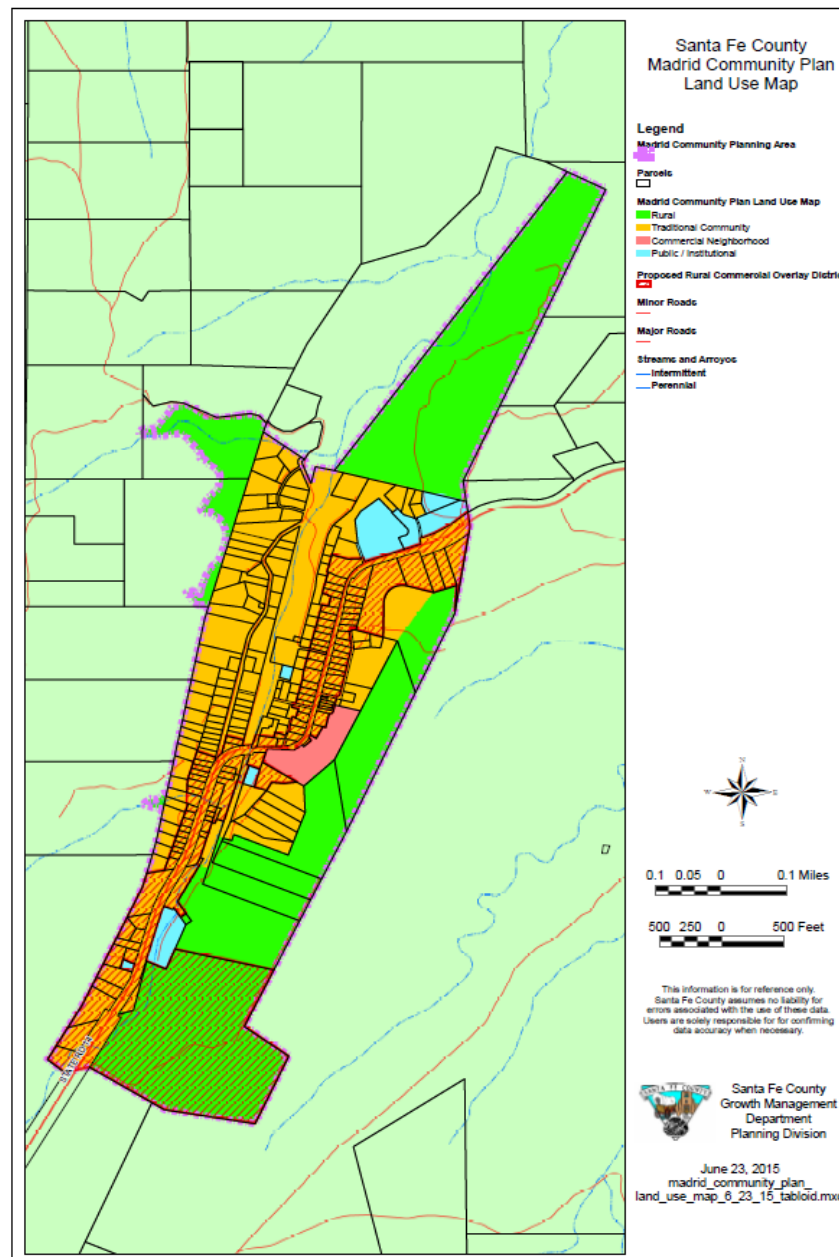 Santa Fe County
Madrid Community Plan
Land Use Map
Legend
Madrid Community Planning Area
Parcels
Madrid Community Plan Land Use Map
Rural
Traditional Community
Commercial Neighborhood
Public / Institutional
Proposed Rural Commercial Overlay Distric
Minor Roads
Major Roads
Streams and Arroyos
Intermittent
Perennial
N
W E
S
D
0.1 0.05 0 0.1 Miles
500 250 0 500 Feet
This information is for reference only.
Santa Fe County assumes no liability for
errors associated with the use of these data.
Users are solely responsible for for confirming
data accuracy when necessary.
SANTA FE COUNTY
Santa Fe County
Growth Management
Department
Planning Division
June 23, 2015
madrid_community_plan_
land_use_map_6_23_15_tabloid.mxd